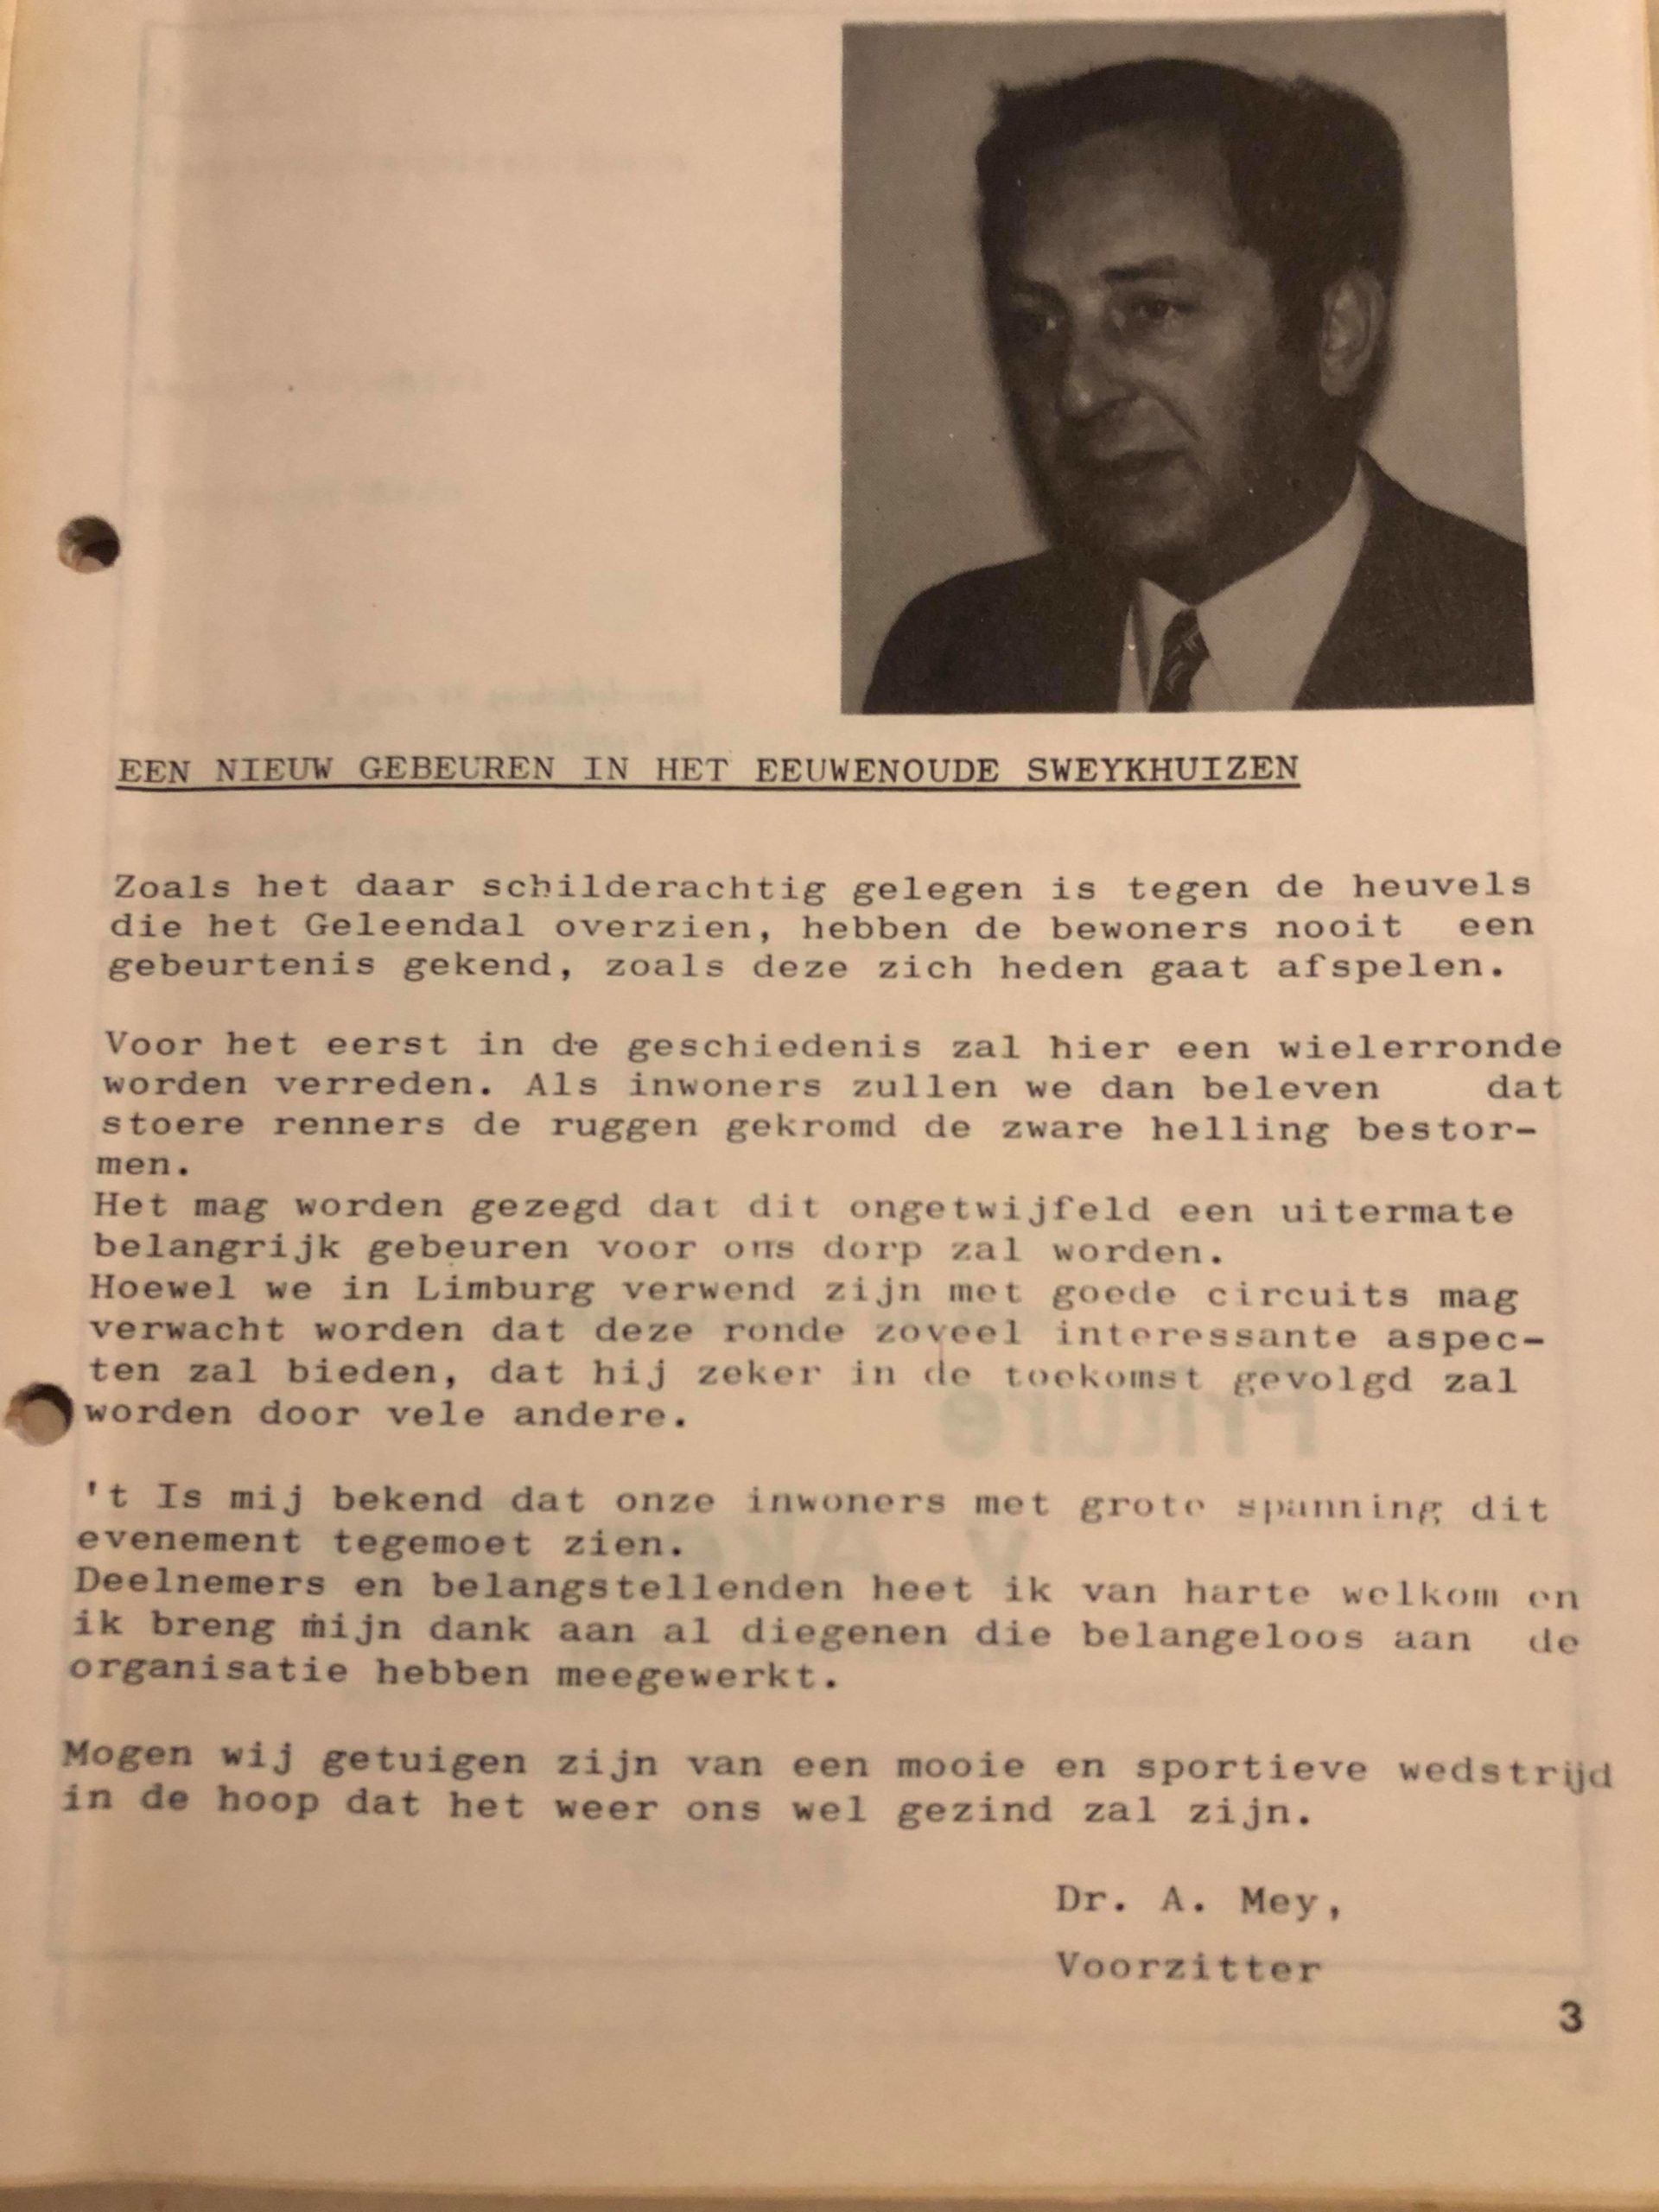 EEN NIEUW GEBEUREN IN HET EEUWENOUDE SWEYKHUIZEN
Zoals het daar schilderachtig gelegen is tegen de heuvels
die het Geleendal overzien, hebben de bewoners nooit een
gebeurtenis gekend, zoals deze zich heden gaat afspelen.
Voor het eerst in de geschiedenis zal hier een wielerronde
worden verreden. Als inwoners zullen we dan beleven dat
stoere renners de ruggen gekromd de zware helling bestor-
men.
Het mag worden gezegd dat dit ongetwijfeld een uitermate
belangrijk gebeuren voor ons dorp zal worden.
Hoewel we in Limburg verwend zijn met goede circuits mag
verwacht worden dat deze ronde zoveel interessante aspec-
ten zal bieden, dat hij zeker in de toekomst gevolgd zal
worden door vele andere.
't Is mij bekend dat onze inwoners met grote spanning dit
evenement tegemoet zien.
Deelnemers en belangstellenden heet ik van harte welkom en
ik breng mijn dank aan al diegenen die belangeloos aan de
organisatie hebben meegewerkt.
Mogen wij getuigen zijn van een mooie en sportieve wedstrijd
in de hoop dat het weer ons wel gezind zal zijn.
Dr. A. Mey,
Voorzitter
3